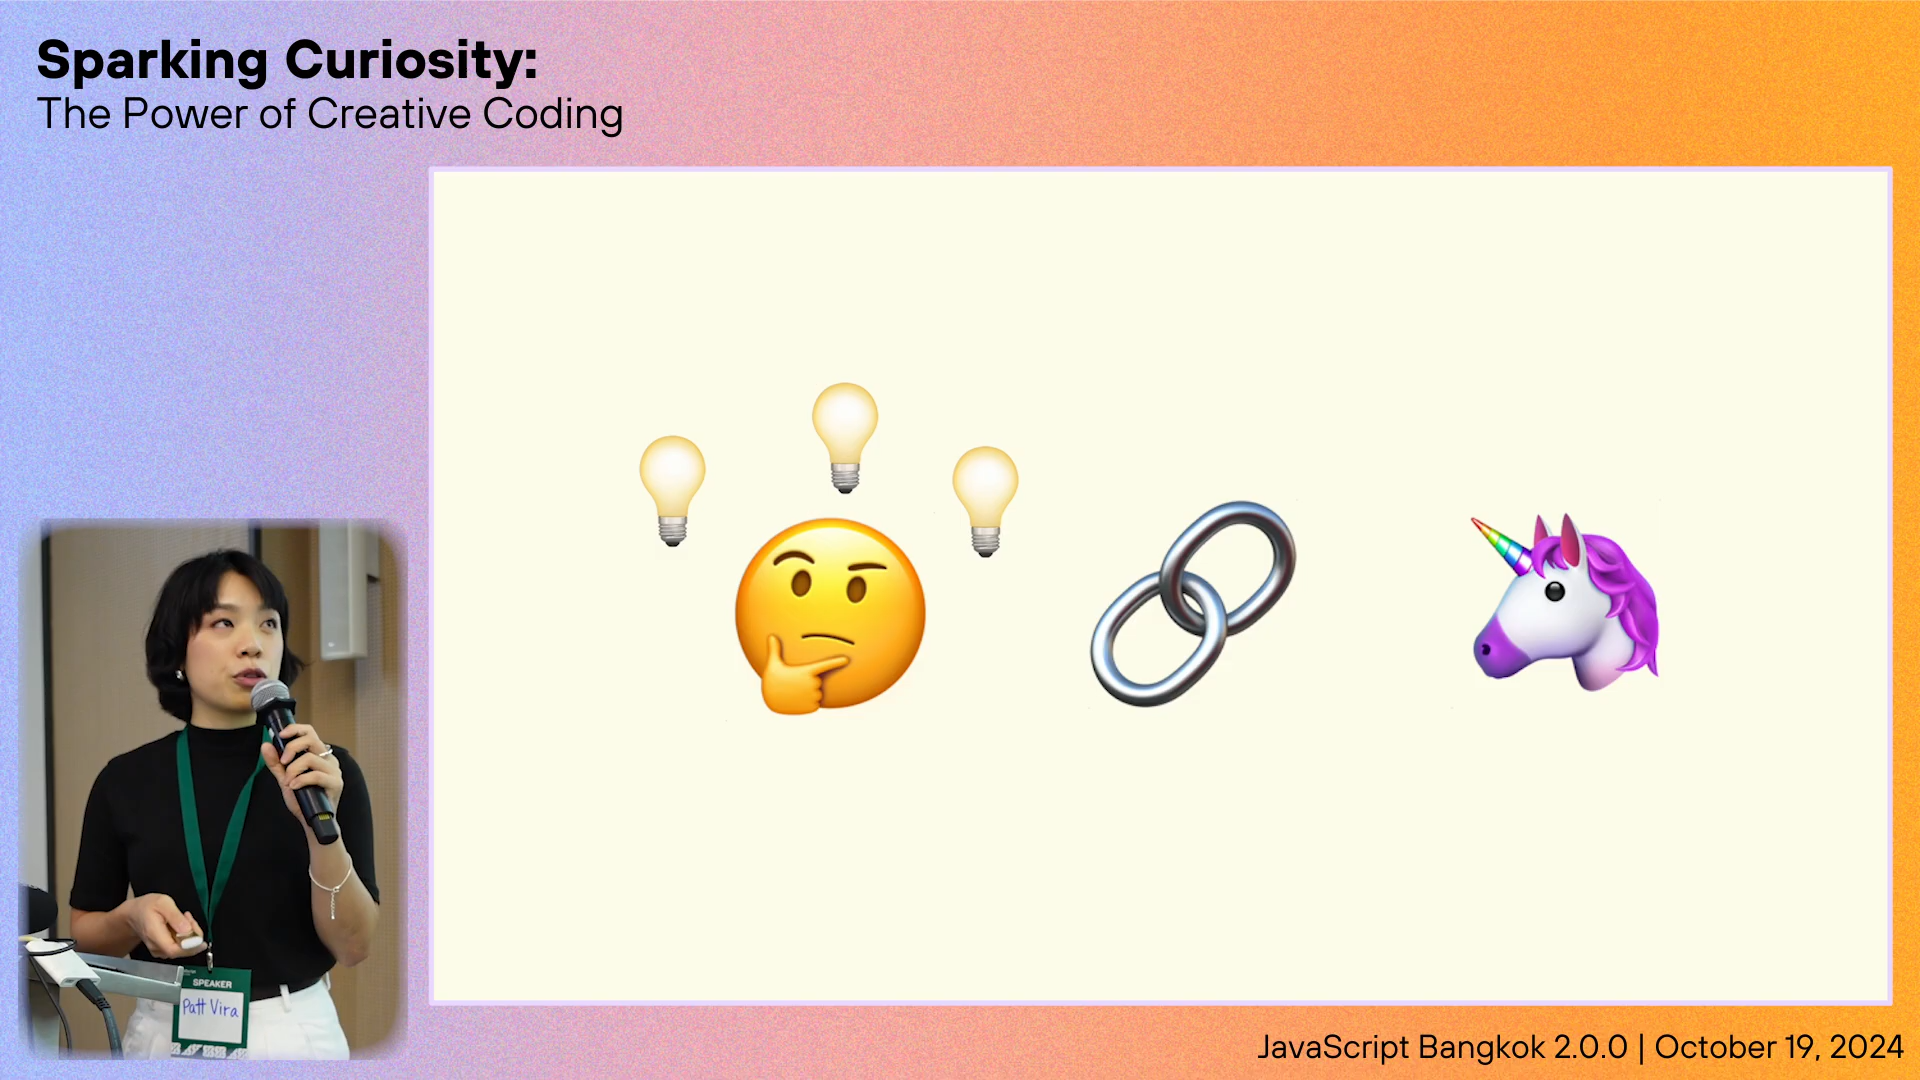 Sparking Curiosity:
The Power of Creative Coding
SPEAKER
Patt Vira
JavaScript Bangkok 2.0.0 | October 19, 2024